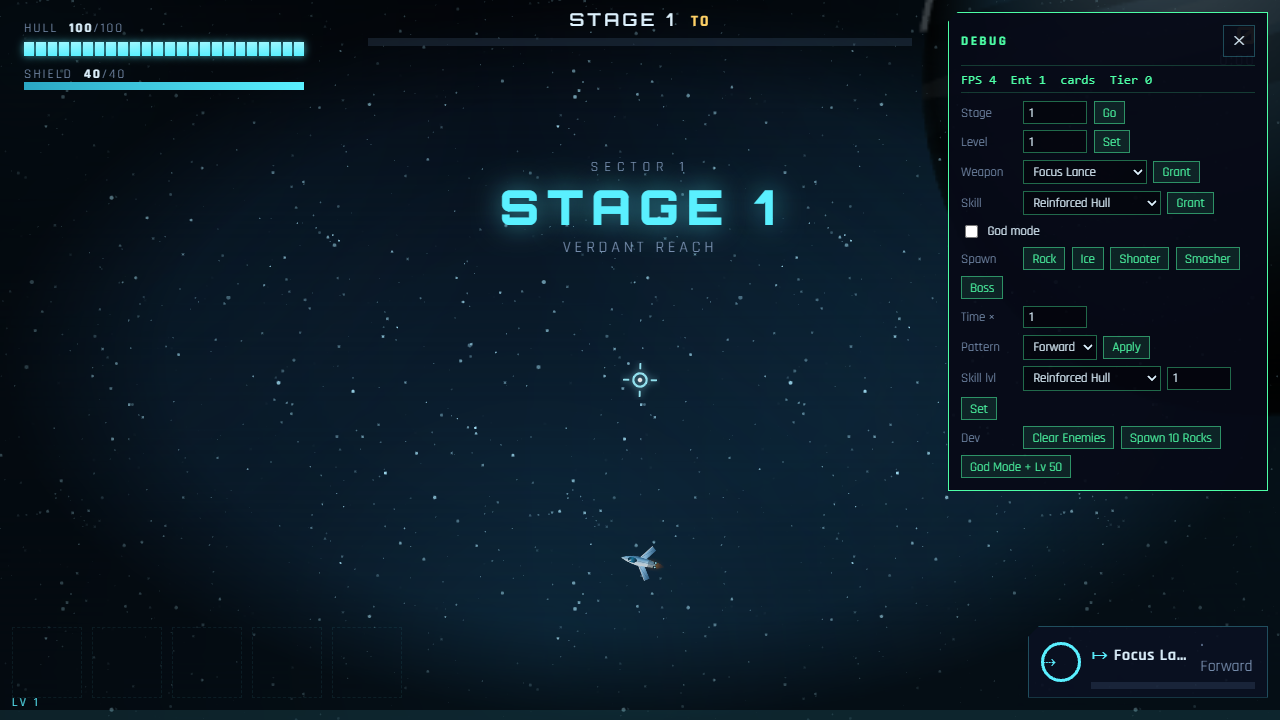 HULL 100/100
SHIELD 40/40
STAGE 1 T0
SECTOR 1
STAGE 1
VERDANT REACH
DEBUG
FPS 4 Ent 1 cards Tier 0
Stage 1 Go
Level 1 Set
Weapon Focus Lance Grant
Skill Reinforced Hull Grant
God mode
Spawn Rock Ice Shooter Smasher
Boss
Time × 1
Pattern Forward Apply
Skill lvl Reinforced Hull 1
Set
Dev Clear Enemies Spawn 10 Rocks
God Mode + Lv 50
LV 1
↦ Focus La… · Forward